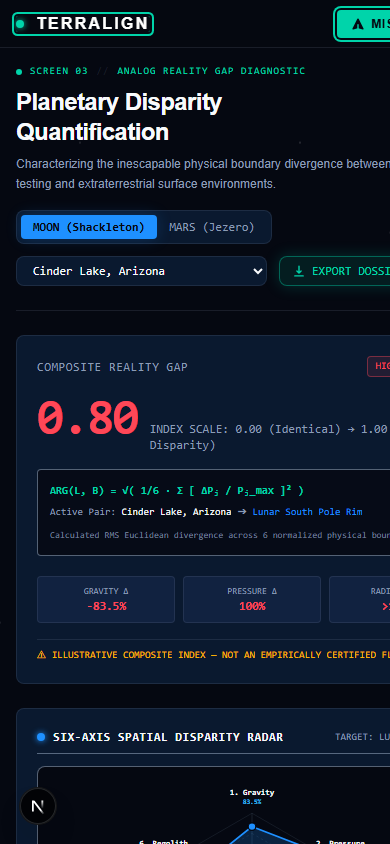 TERRALIGN
MIS
SCREEN 03 // ANALOG REALITY GAP DIAGNOSTIC
Planetary Disparity
Quantification
Characterizing the inescapable physical boundary divergence between
testing and extraterrestrial surface environments.
MOON (Shackleton) MARS (Jezero)
Cinder Lake, Arizona
EXPORT DOSSI
COMPOSITE REALITY GAP
HIG
0.80 INDEX SCALE: 0.00 (Identical) → 1.00
Disparity)
ARG(L, B) = √( 1/6 · Σ [ ΔPᵢ / Pᵢ_max ]² )
Active Pair: Cinder Lake, Arizona → Lunar South Pole Rim
Calculated RMS Euclidean divergence across 6 normalized physical boun
GRAVITY Δ PRESSURE Δ RADI
-83.5% 100% >
⚠ ILLUSTRATIVE COMPOSITE INDEX — NOT AN EMPIRICALLY CERTIFIED FL
SIX-AXIS SPATIAL DISPARITY RADAR TARGET: LU
1. Gravity
83.5%
N
6. Regolith 2. Pressure